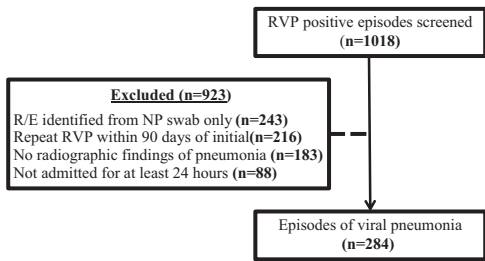 RVP positive episodes screened
(n=1018)
Excluded (n=923)
R/E identified from NP swab only (n=243)
Repeat RVP within 90 days of initial(n=216)
No radiographic findings of pneumonia (n=183)
Not admitted for at least 24 hours (n=88)
Episodes of viral pneumonia
(n=284)